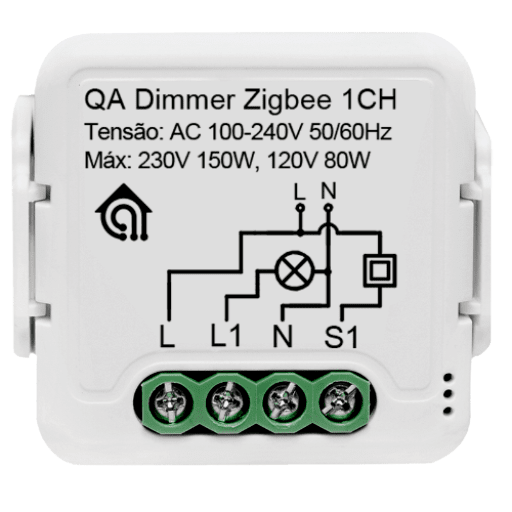 QA Dimmer Zigbee 1CH
Tensão: AC 100-240V 50/60Hz
Máx: 230V 150W, 120V 80W
L N
L L1 N S1